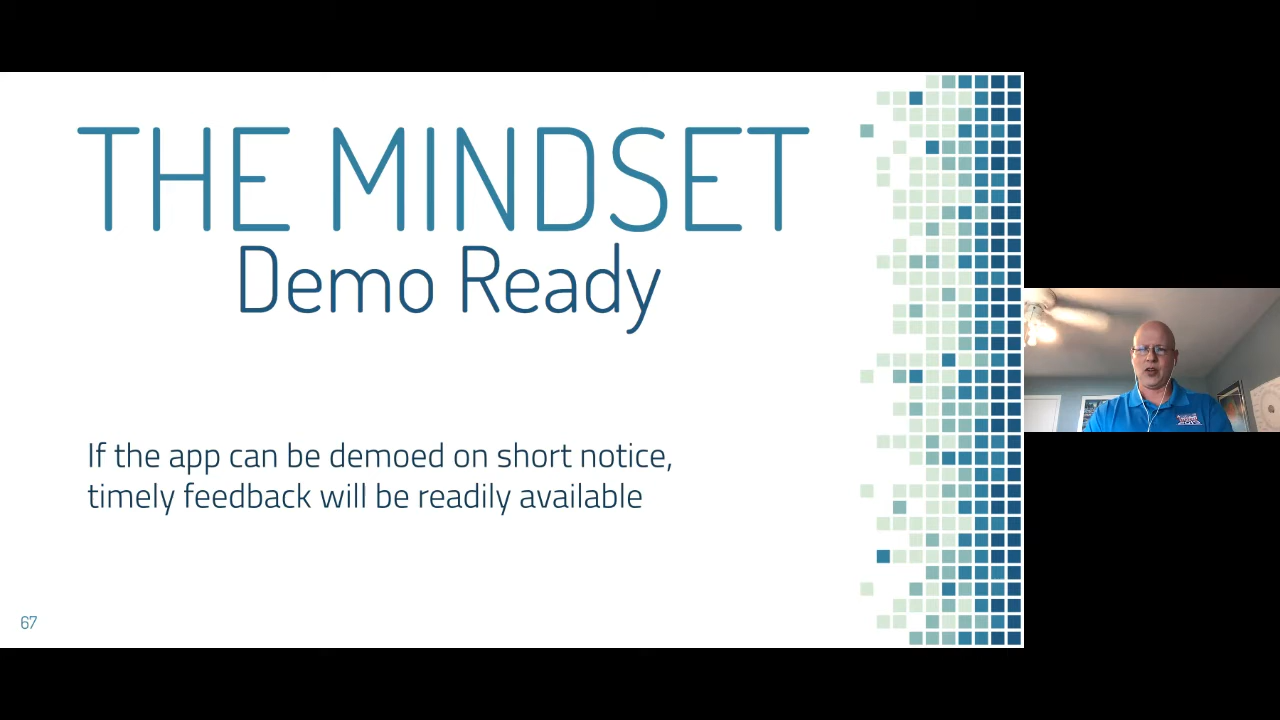 THE MINDSET
Demo Ready
If the app can be demoed on short notice,
timely feedback will be readily available
67